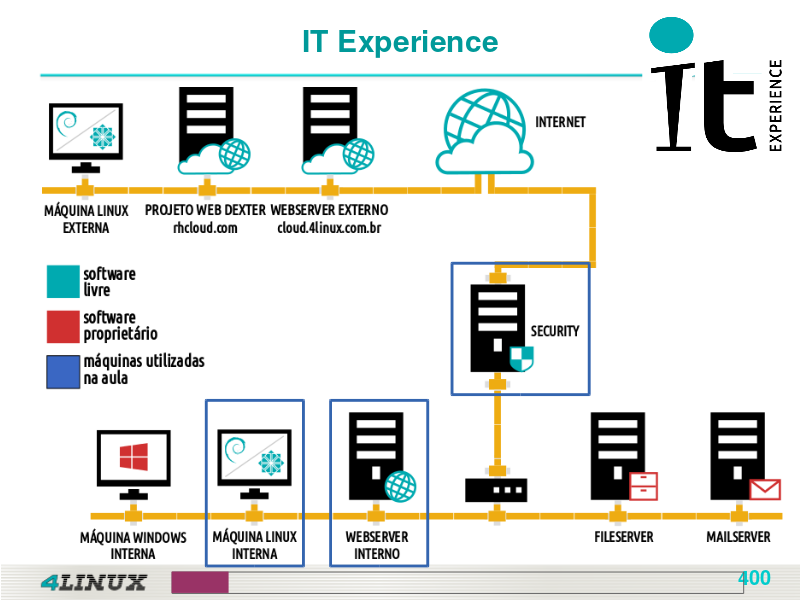 IT Experience
it
EXPERIENCE
INTERNET
MÁQUINA LINUX
EXTERNA
PROJETO WEB DEXTER
rhcloud.com
WEBSERVER EXTERNO
cloud.4linux.com.br
software
livre
software
proprietário
máquinas utilizadas
na aula
SECURITY
MÁQUINA WINDOWS
INTERNA
MÁQUINA LINUX
INTERNA
WEBSERVER
INTERNO
FILESERVER
MAILSERVER
4LINUX
400